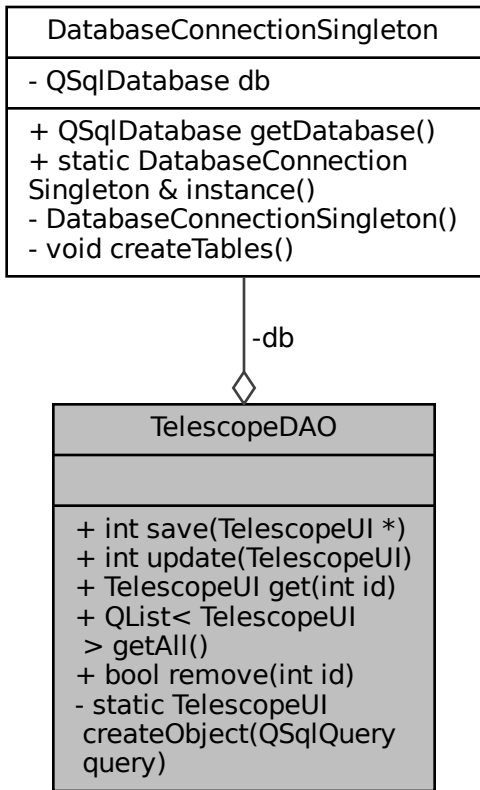 DatabaseConnectionSingleton
- QSqlDatabase db
+ QSqlDatabase getDatabase()
+ static DatabaseConnection
Singleton & instance()
- DatabaseConnectionSingleton()
- void createTables()
-db
TelescopeDAO
+ int save(TelescopeUI *)
+ int update(TelescopeUI)
+ TelescopeUI get(int id)
+ QList< TelescopeUI
> getAll()
+ bool remove(int id)
- static TelescopeUI
createObject(QSqlQuery
query)